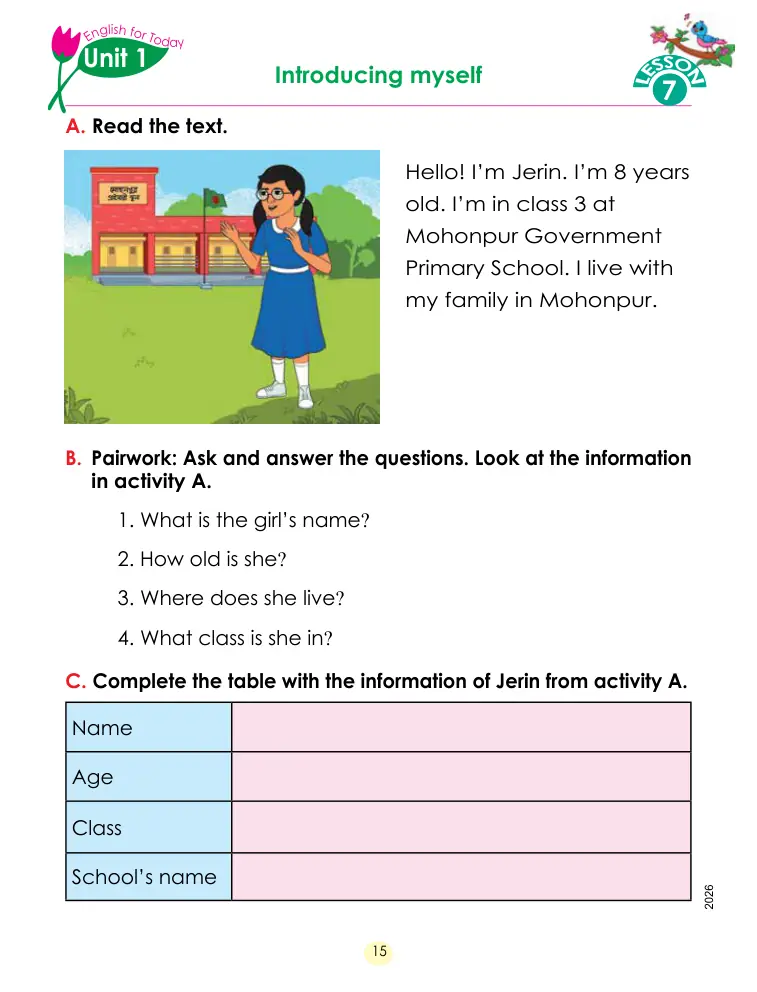 English for Today
Unit 1
Introducing myself
LESSON
7
A. Read the text.
Hello! I’m Jerin. I’m 8 years
old. I’m in class 3 at
Mohonpur Government
Primary School. I live with
my family in Mohonpur.
B. Pairwork: Ask and answer the questions. Look at the information
in activity A.
1. What is the girl’s name?
2. How old is she?
3. Where does she live?
4. What class is she in?
C. Complete the table with the information of Jerin from activity A.
Name
Age
Class
School’s name
2026
15